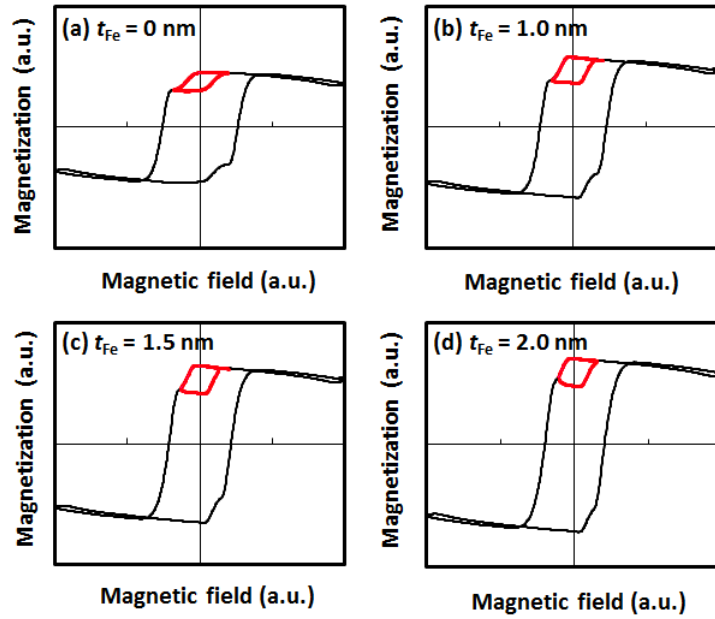 (a) tFe = 0 nm
Magnetization (a.u.)
Magnetic field (a.u.)
(b) tFe = 1.0 nm
Magnetization (a.u.)
Magnetic field (a.u.)
(c) tFe = 1.5 nm
Magnetization (a.u.)
Magnetic field (a.u.)
(d) tFe = 2.0 nm
Magnetization (a.u.)
Magnetic field (a.u.)